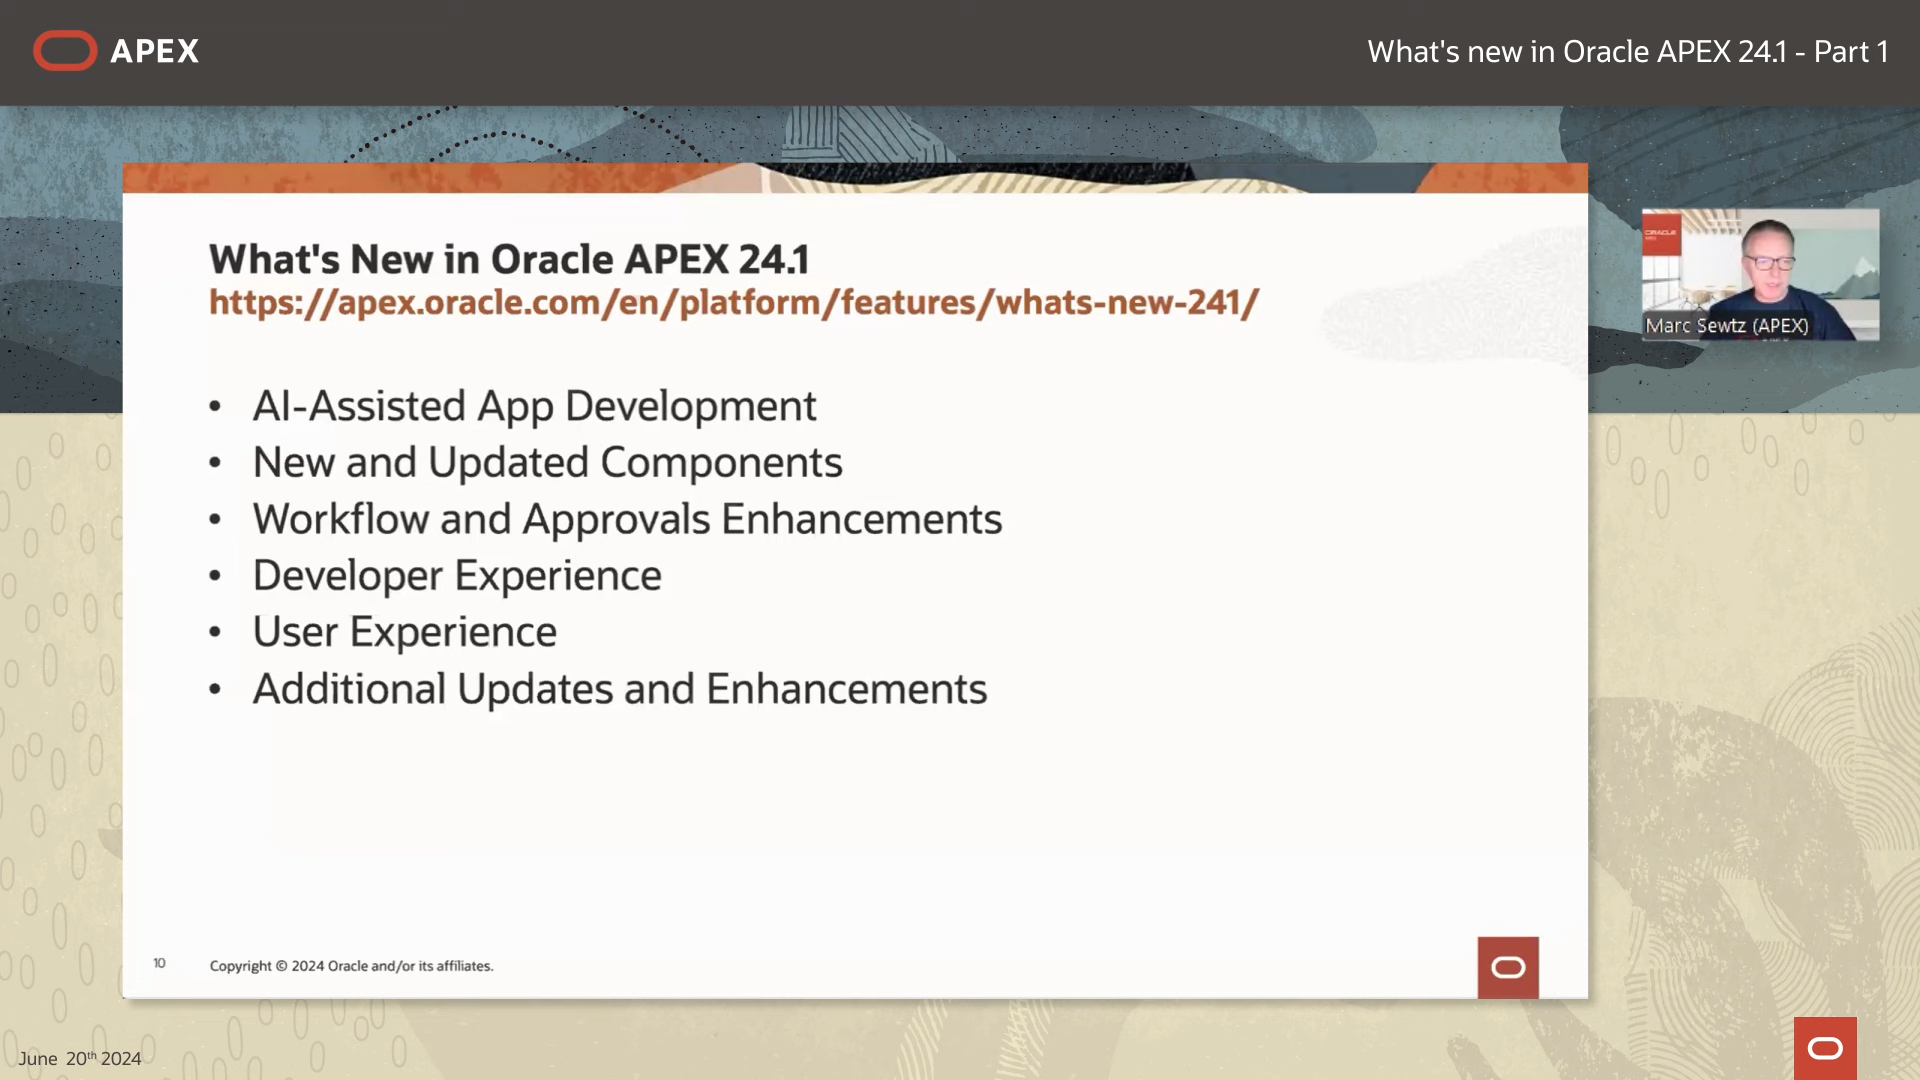 APEX
What's new in Oracle APEX 24.1 - Part 1
What's New in Oracle APEX 24.1
https://apex.oracle.com/en/platform/features/whats-new-241/
• AI-Assisted App Development
• New and Updated Components
• Workflow and Approvals Enhancements
• Developer Experience
• User Experience
• Additional Updates and Enhancements
ORACLE
Marc Sewtz (APEX)
10
Copyright © 2024 Oracle and/or its affiliates.
June 20th 2024